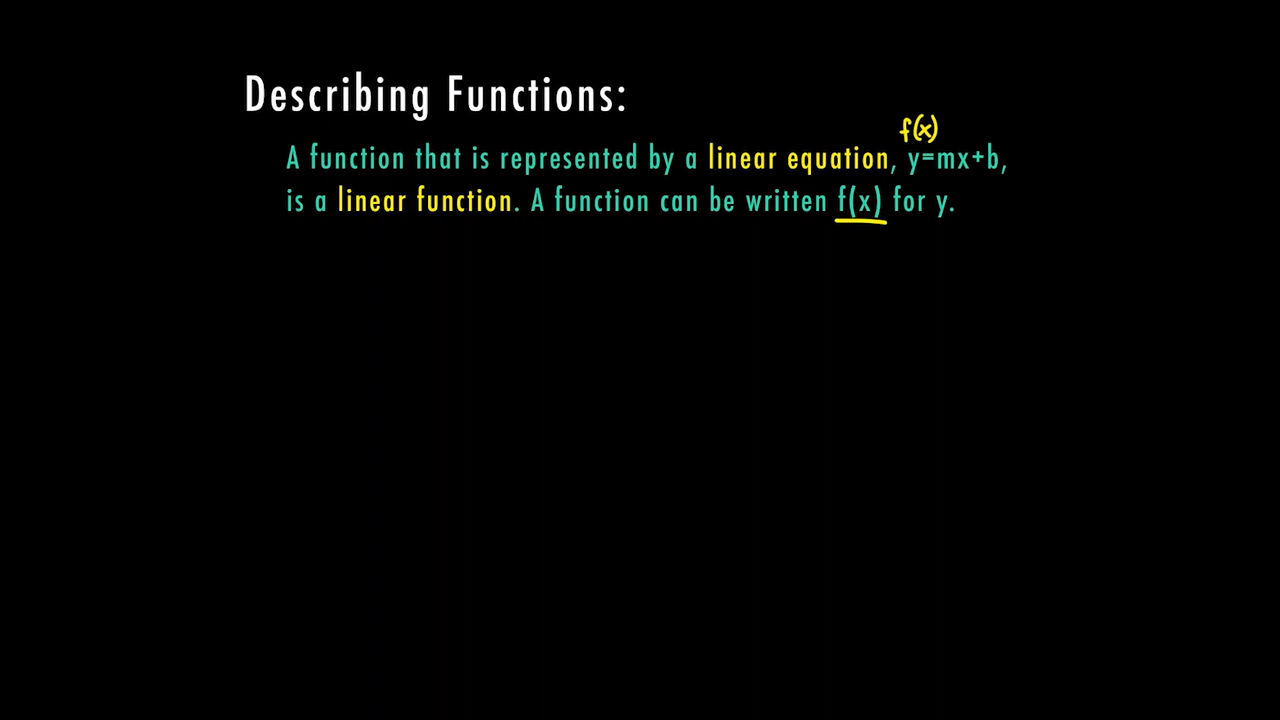 Describing Functions:
f(x)
A function that is represented by a linear equation, y=mx+b,
is a linear function. A function can be written f(x) for y.